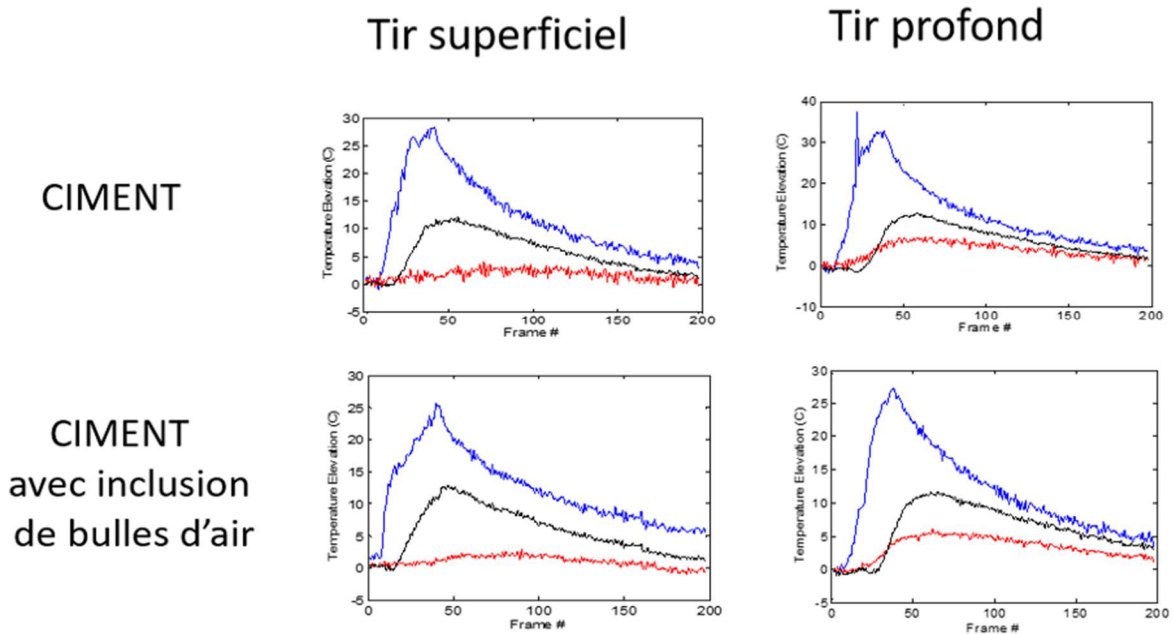 Tir superficiel
Tir profond
CIMENT
30
25
20
15
10
5
0
-5
Temperature Elevation (C)
0 50 100 150 200
Frame #
40
30
20
10
0
-10
Temperature Elevation (C)
0 50 100 150 200
Frame #
CIMENT
avec inclusion
de bulles d'air
30
25
20
15
10
5
0
-5
Temperature Elevation (C)
0 50 100 150 200
Frame #
30
25
20
15
10
5
0
-5
Temperature Elevation (C)
0 50 100 150 200
Frame #